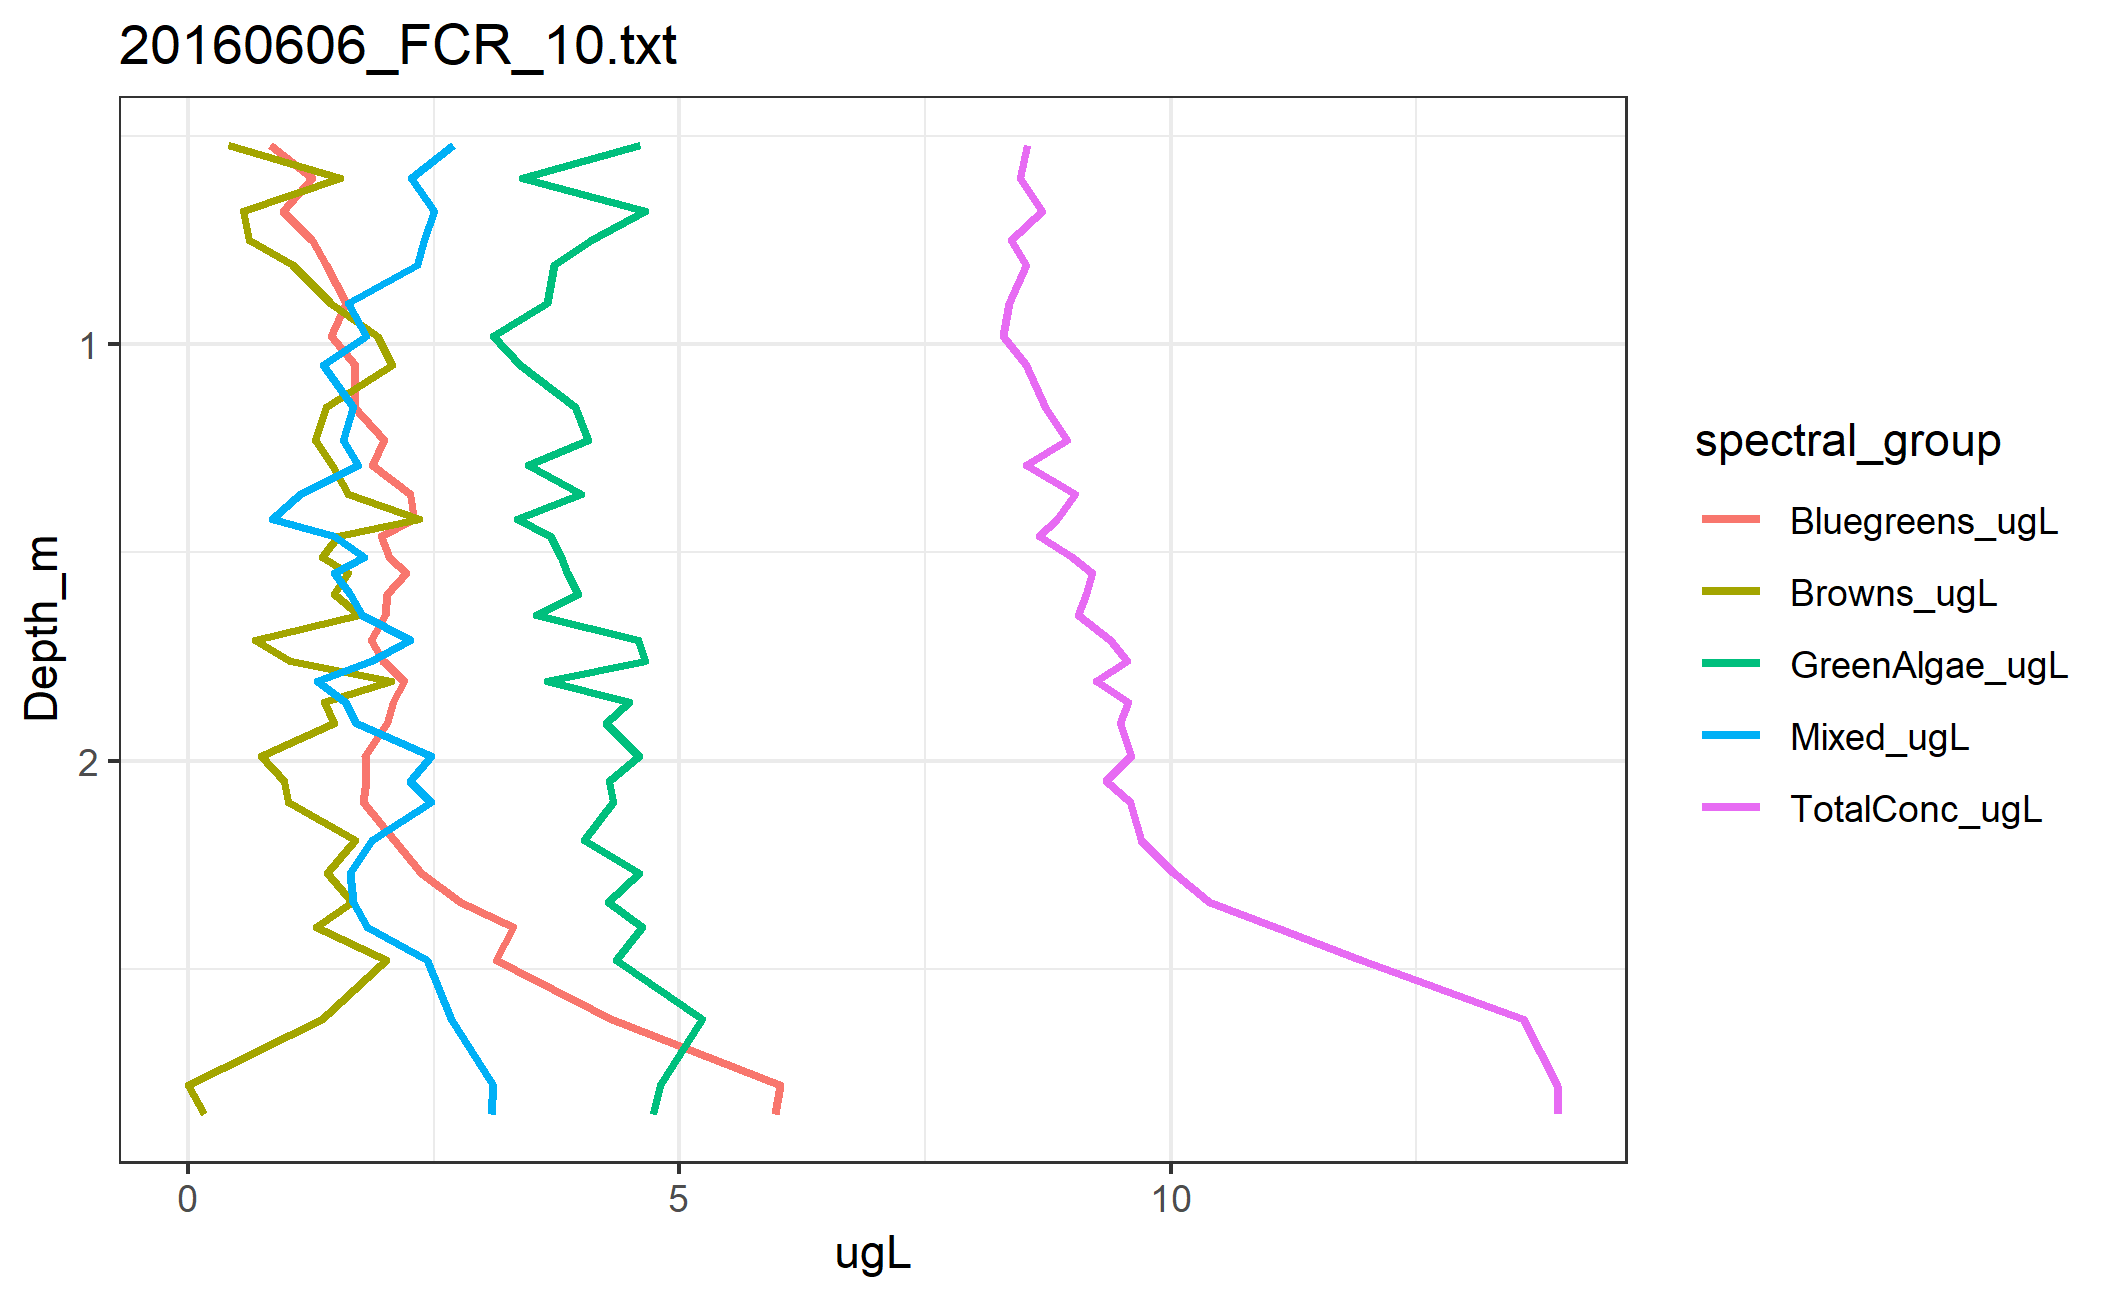 20160606_FCR_10.txt
Depth_m
1
2
0 5 10
ugL
spectral_group
Bluegreens_ugL
Browns_ugL
GreenAlgae_ugL
Mixed_ugL
TotalConc_ugL